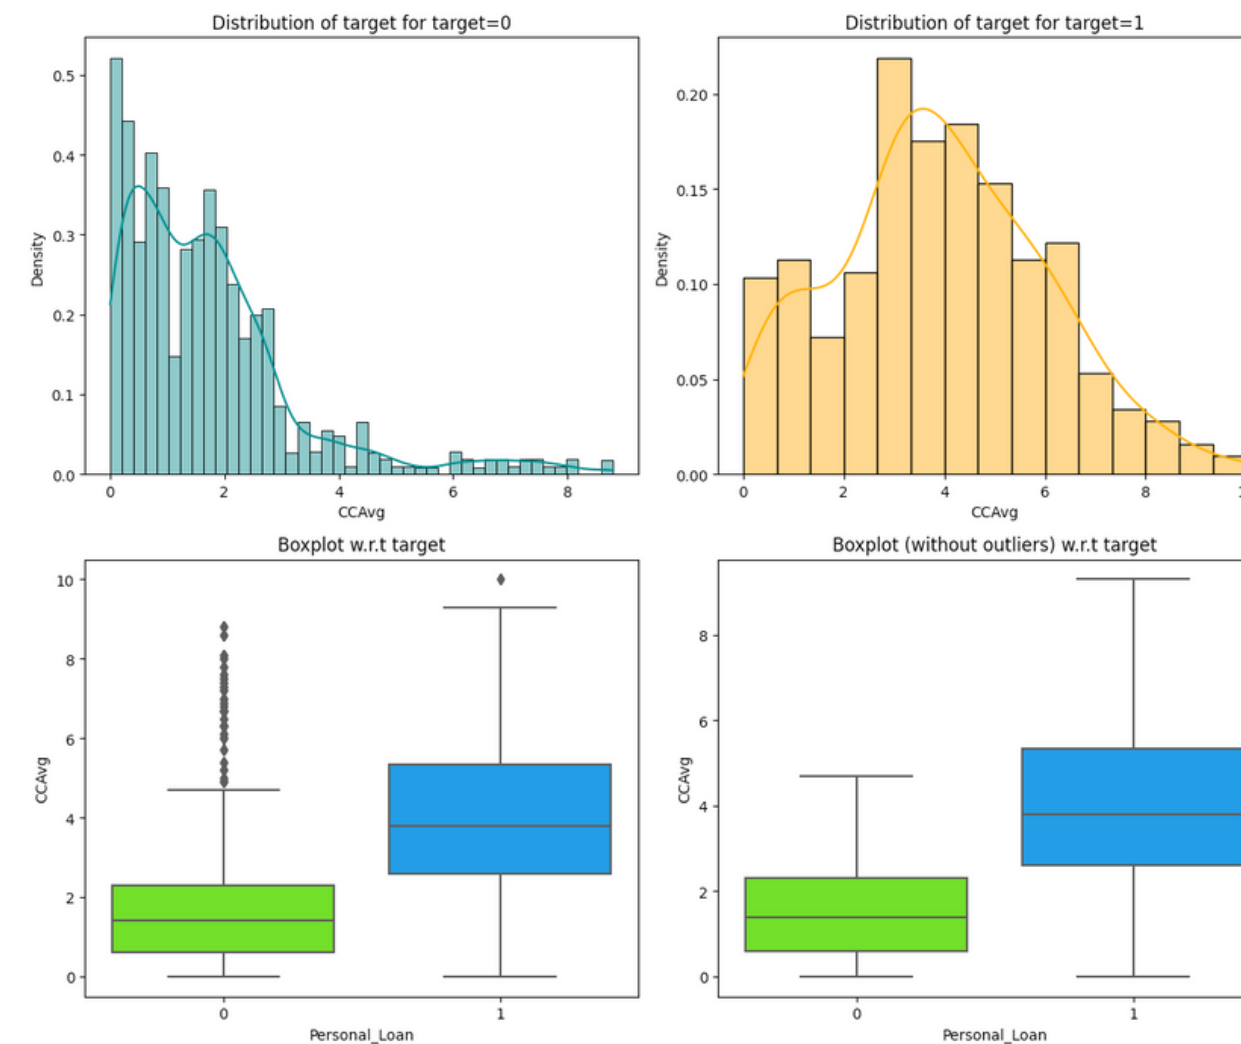 Distribution of target for target=0
Distribution of target for target=1
Density
0.5
0.4
0.3
0.2
0.1
0.0
0 2 4 6 8
CCAvg
Density
0.20
0.15
0.10
0.05
0.00
0 2 4 6 8
CCAvg
Boxplot w.r.t target
Boxplot (without outliers) w.r.t target
CCAvg
10
8
6
4
2
0
0 1
Personal_Loan
CCAvg
8
6
4
2
0
0 1
Personal_Loan